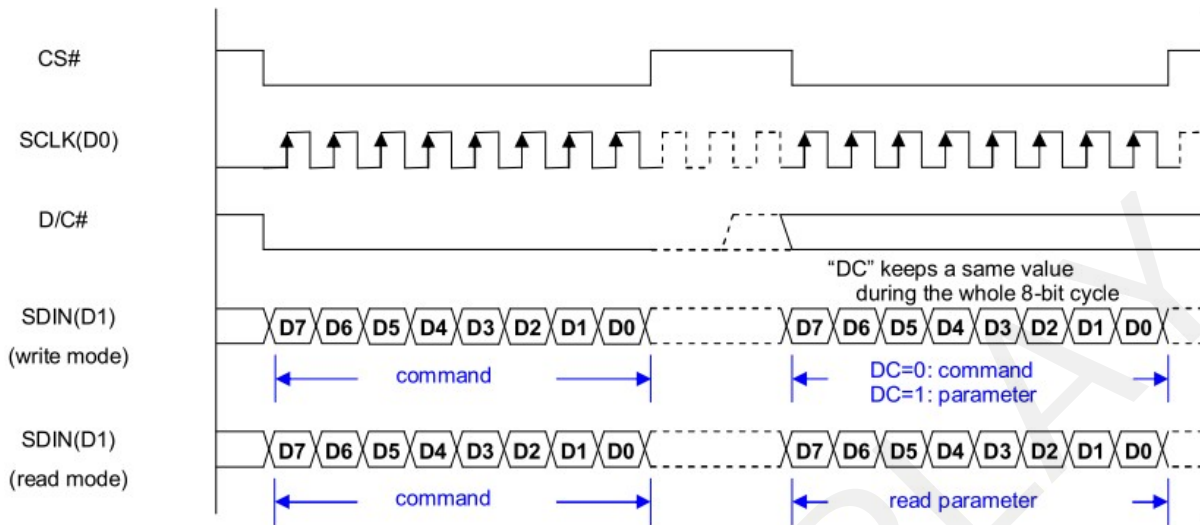 CS#
SCLK(D0)
D/C#
“DC” keeps a same value
during the whole 8-bit cycle
SDIN(D1)
(write mode)
D7 D6 D5 D4 D3 D2 D1 D0
D7 D6 D5 D4 D3 D2 D1 D0
command
DC=0: command
DC=1: parameter
SDIN(D1)
(read mode)
D7 D6 D5 D4 D3 D2 D1 D0
D7 D6 D5 D4 D3 D2 D1 D0
command
read parameter